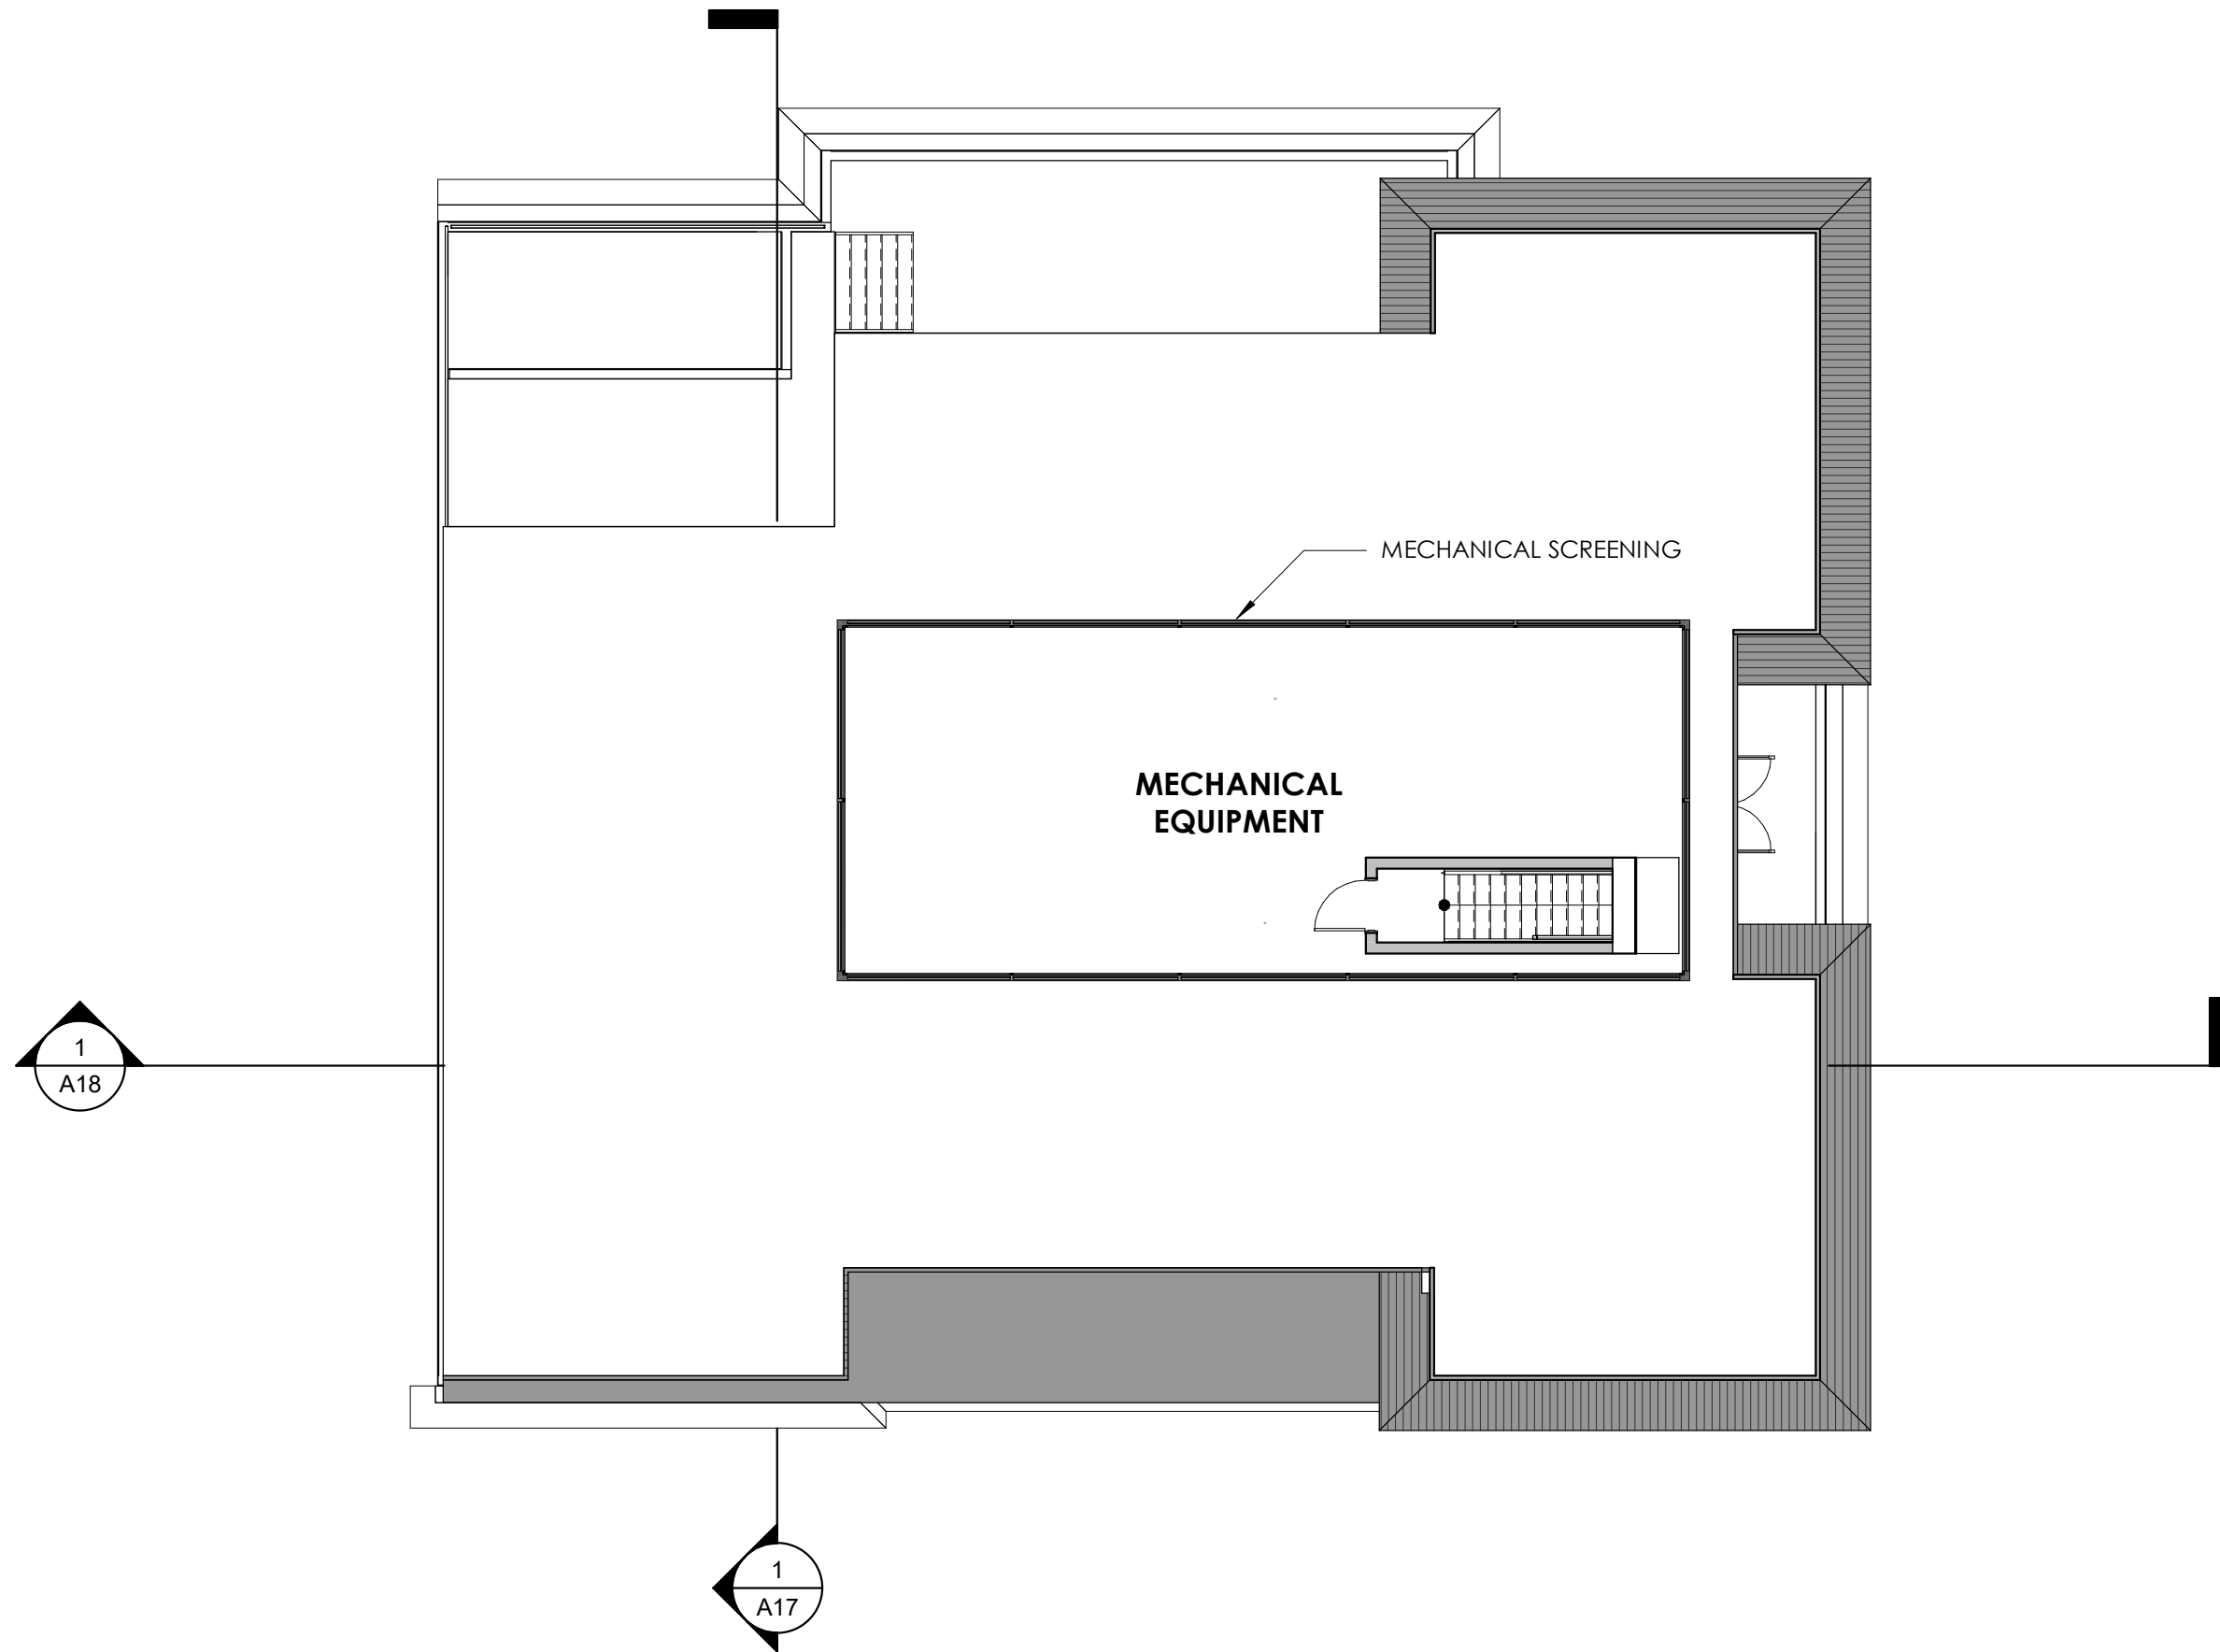 MECHANICAL SCREENING
MECHANICAL
EQUIPMENT
1
A18
1
A17